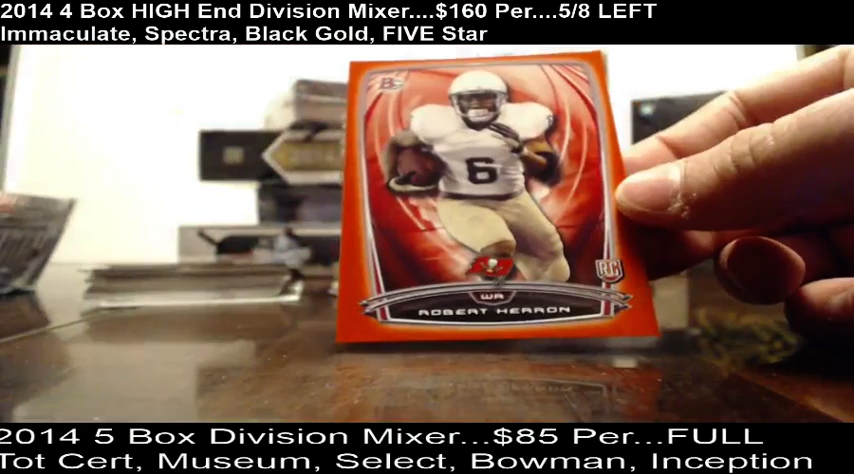 2014 4 Box HIGH End Division Mixer....$160 Per....5/8 LEFT
Immaculate, Spectra, Black Gold, FIVE Star
B
6
RC
WR
ROBERT HERRON
2014 5 Box Division Mixer...$85 Per...FULL
Tot Cert, Museum, Select, Bowman, Inception